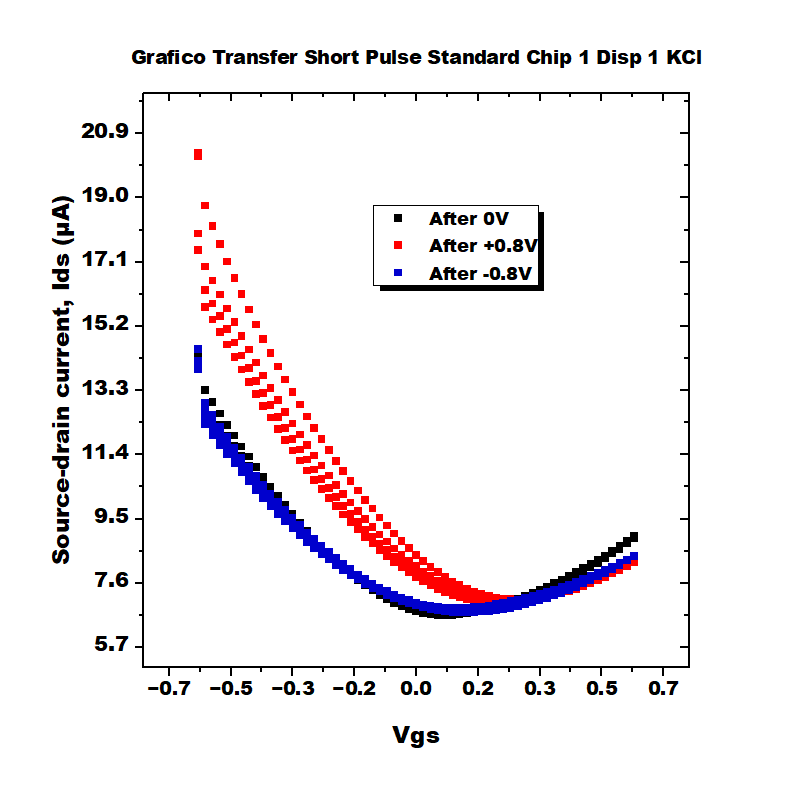 Grafico Transfer Short Pulse Standard Chip 1 Disp 1 KCl
20.9
19.0
17.1
15.2
13.3
11.4
9.5
7.6
5.7
Source-drain current, Ids (µA)
After 0V
After +0.8V
After -0.8V
−0.7 −0.5 −0.3 −0.2 0.0 0.2 0.3 0.5 0.7
Vgs